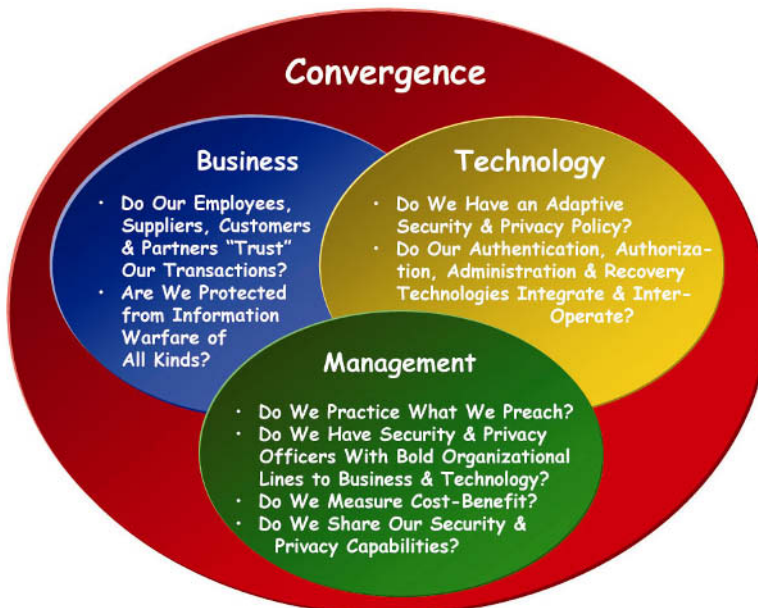 Convergence
Business
· Do Our Employees,
Suppliers, Customers
& Partners “Trust”
Our Transactions?
· Are We Protected
from Information
Warfare of
All Kinds?
Technology
· Do We Have an Adaptive
Security & Privacy Policy?
· Do Our Authentication, Authoriza-
tion, Administration & Recovery
Technologies Integrate & Inter-
Operate?
Management
· Do We Practice What We Preach?
· Do We Have Security & Privacy
Officers With Bold Organizational
Lines to Business & Technology?
· Do We Measure Cost-Benefit?
· Do We Share Our Security &
Privacy Capabilities?